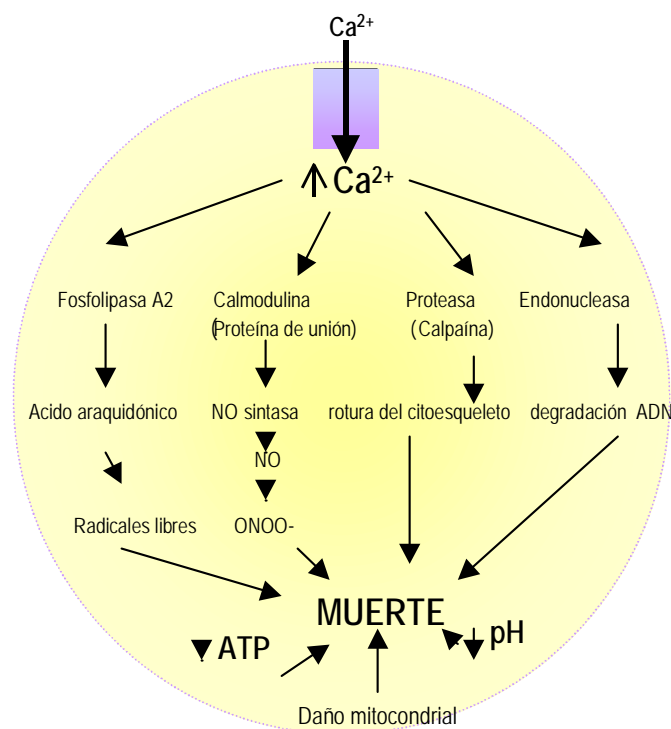 Ca²⁺
Ca²⁺
Fosfolipasa A2
Calmodulina
(Proteína de unión)
Proteasa
(Calpaína)
Endonucleasa
Acido araquidónico
NO sintasa
rotura del citoesqueleto
degradación ADN
NO
Radicales libres
ONOO-
MUERTE
ATP
pH
Daño mitocondrial